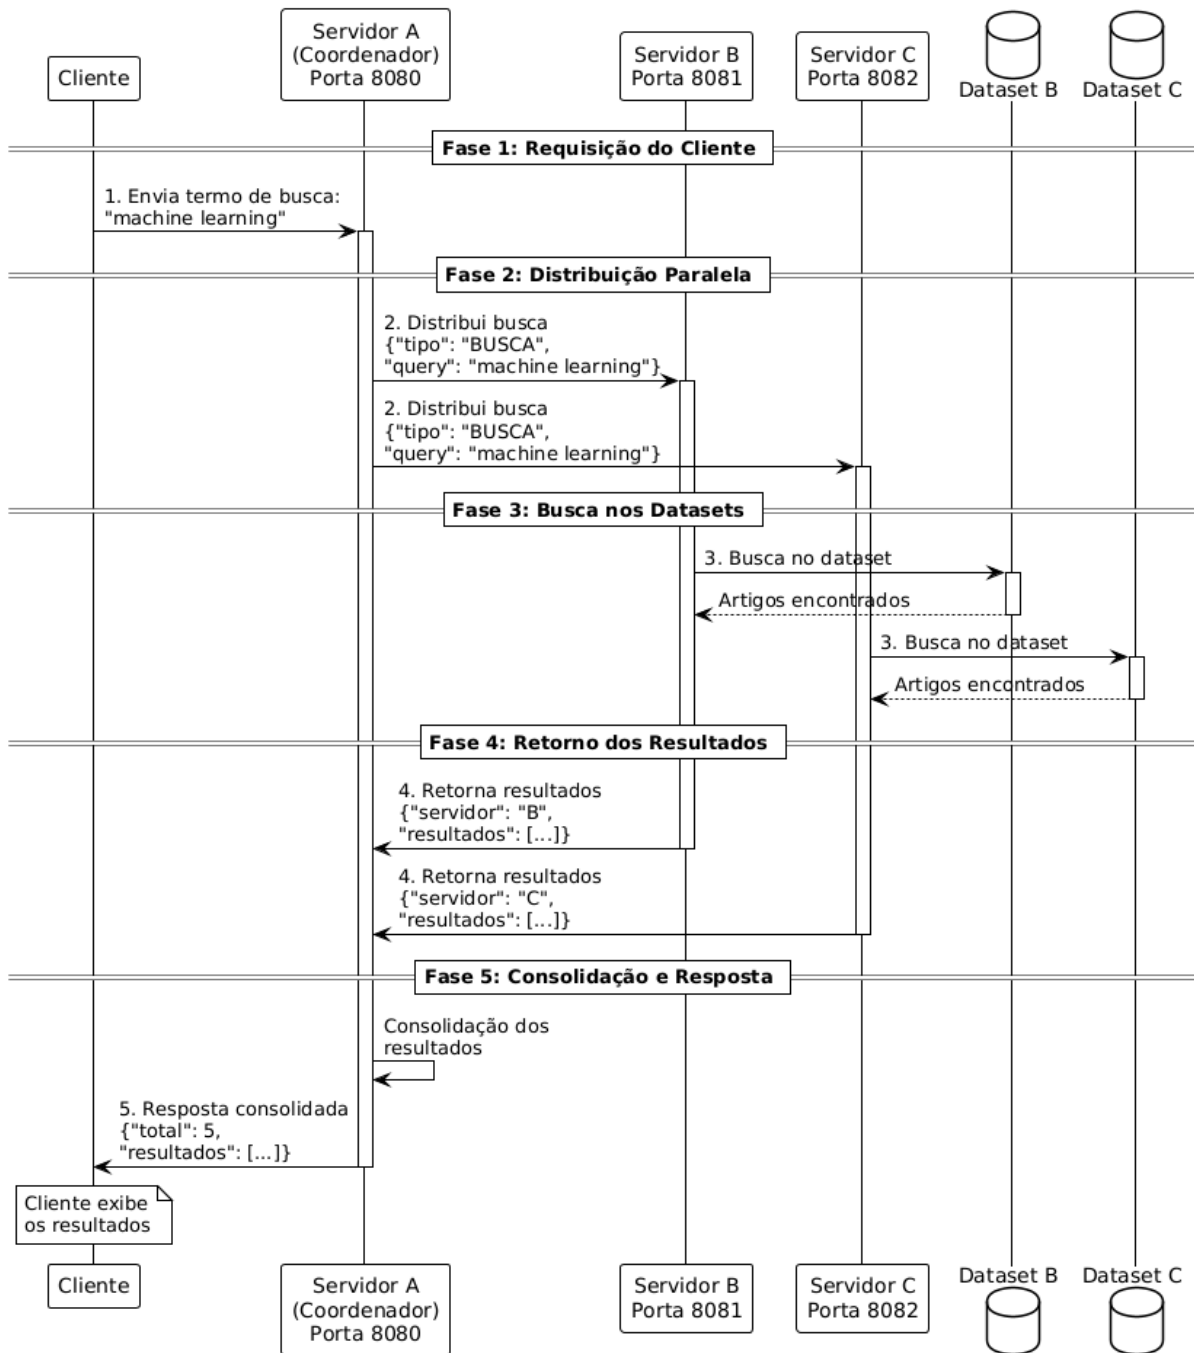 Cliente
Servidor A
(Coordenador)
Porta 8080
Servidor B
Porta 8081
Servidor C
Porta 8082
Dataset B
Dataset C
Fase 1: Requisição do Cliente
1. Envia termo de busca:
"machine learning"
Fase 2: Distribuição Paralela
2. Distribui busca
{"tipo": "BUSCA",
"query": "machine learning"}
2. Distribui busca
{"tipo": "BUSCA",
"query": "machine learning"}
Fase 3: Busca nos Datasets
3. Busca no dataset
Artigos encontrados
3. Busca no dataset
Artigos encontrados
Fase 4: Retorno dos Resultados
4. Retorna resultados
{"servidor": "B",
"resultados": [...]}
4. Retorna resultados
{"servidor": "C",
"resultados": [...]}
Fase 5: Consolidação e Resposta
Consolidação dos
resultados
5. Resposta consolidada
{"total": 5,
"resultados": [...]}
Cliente exibe
os resultados
Cliente
Servidor A
(Coordenador)
Porta 8080
Servidor B
Porta 8081
Servidor C
Porta 8082
Dataset B
Dataset C